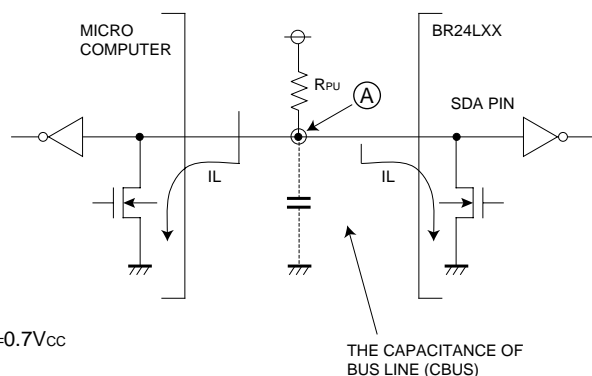 MICRO
COMPUTER
BR24LXX
RPU
A
SDA PIN
IL
IL
=0.7VCC
THE CAPACITANCE OF
BUS LINE (CBUS)